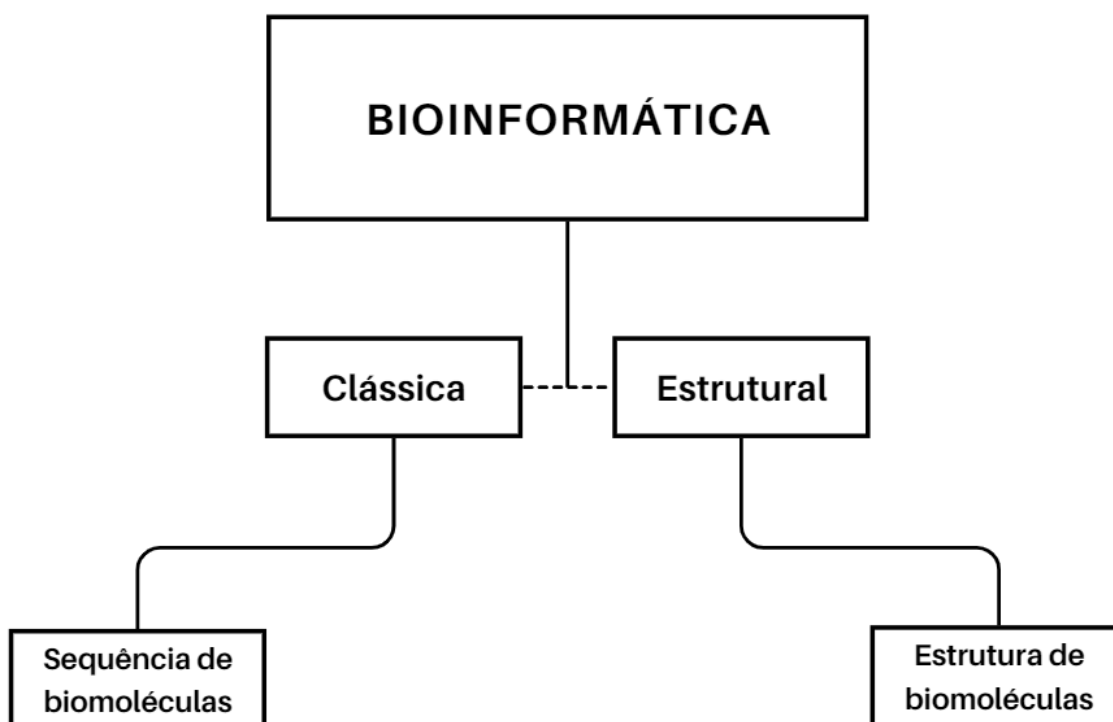 BIOINFORMÁTICA
Clássica
Estrutural
Sequência de
biomoléculas
Estrutura de
biomoléculas